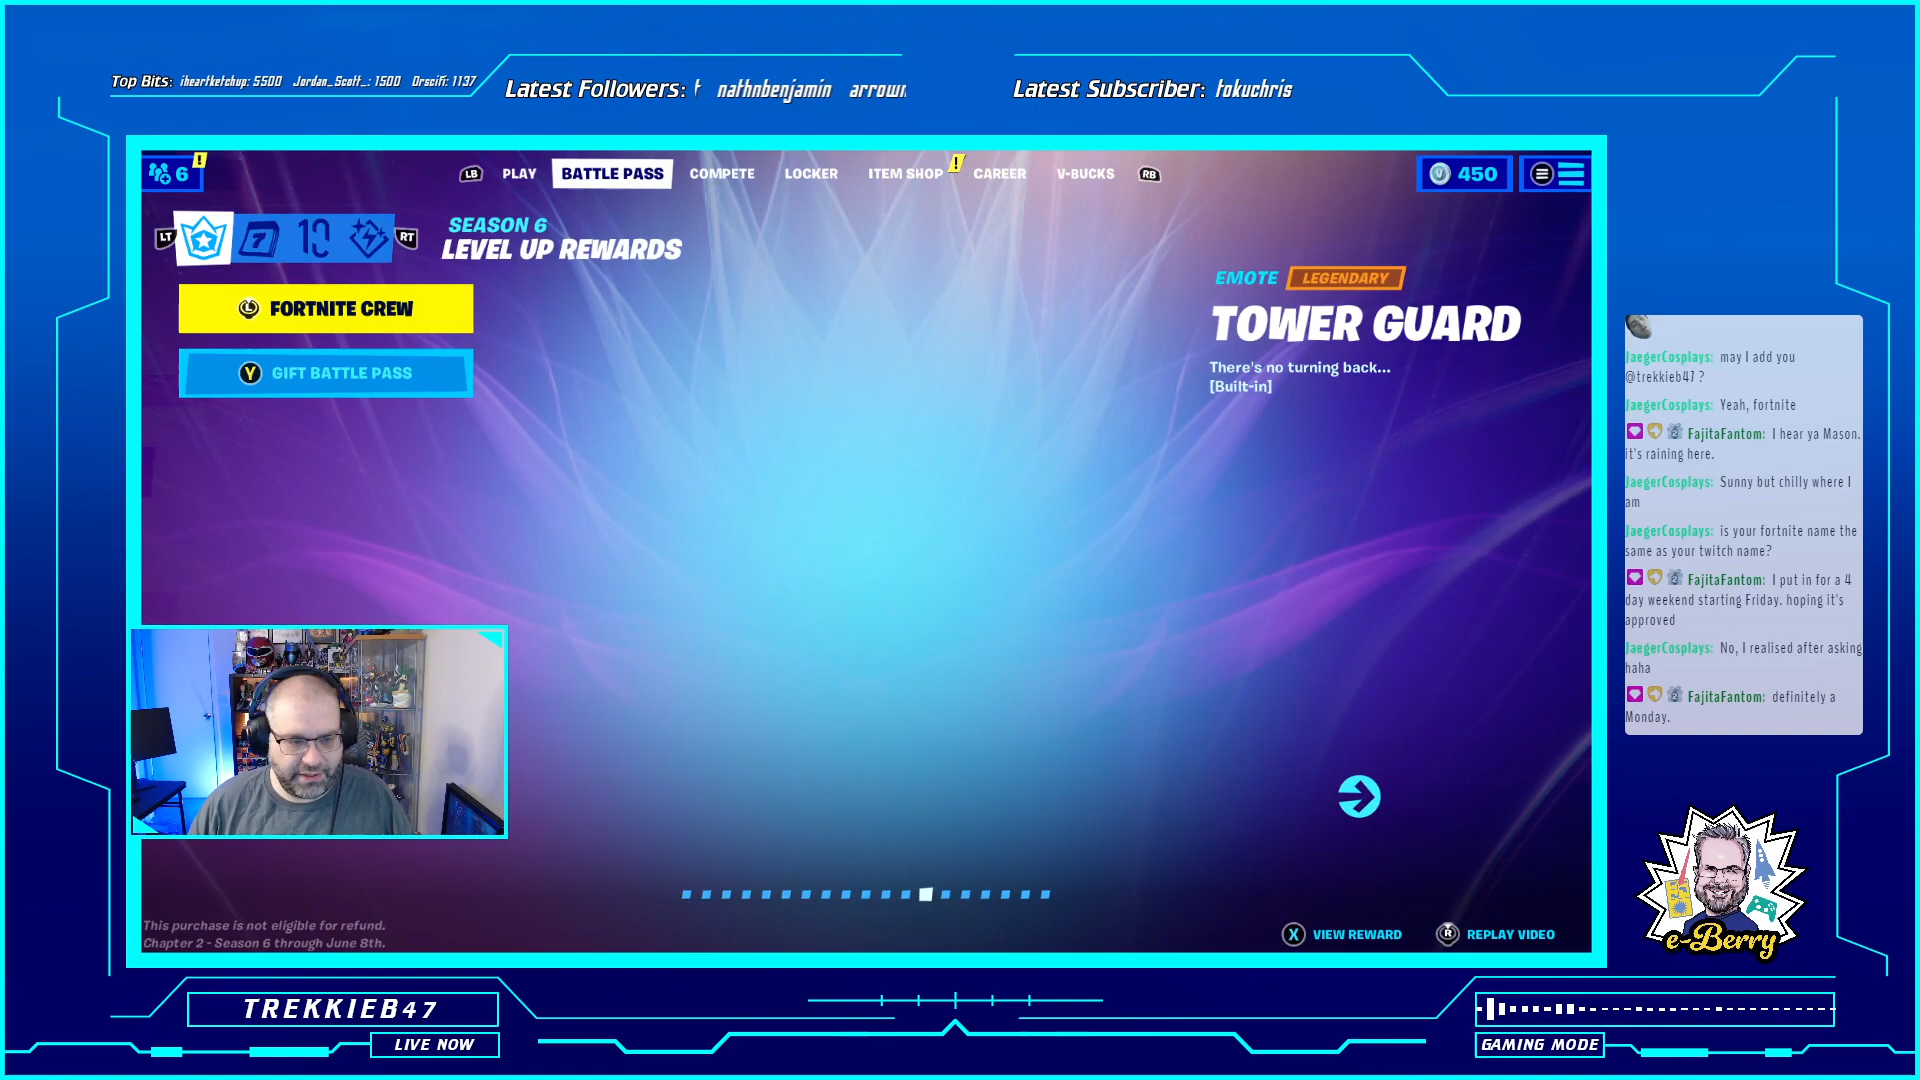 Top Bits: iheartketchup: 5500 Jordan_Scott_: 1500 Orscifi: 1137
Latest Followers: nathnbenjamin
Latest Subscriber: tokuchris
6
!
LB PLAY BATTLE PASS COMPETE LOCKER ITEM SHOP ! CAREER V-BUCKS RB
450
LT 7 10 RT
SEASON 6
LEVEL UP REWARDS
L FORTNITE CREW
Y GIFT BATTLE PASS
EMOTE LEGENDARY
TOWER GUARD
There's no turning back...
[Built-in]
This purchase is not eligible for refund.
Chapter 2 - Season 6 through June 8th.
X VIEW REWARD R REPLAY VIDEO
JaegerCosplays: may I add you
@trekkieb47 ?
JaegerCosplays: Yeah, fortnite
FajitaFantom: I hear ya Mason.
it's raining here.
JaegerCosplays: Sunny but chilly where I
am
JaegerCosplays: is your fortnite name the
same as your twitch name?
FajitaFantom: I put in for a 4
day weekend starting Friday. hoping it's
approved
JaegerCosplays: No, I realised after asking
haha
FajitaFantom: definitely a
Monday.
e-Berry
TREKKIEB47
LIVE NOW
GAMING MODE